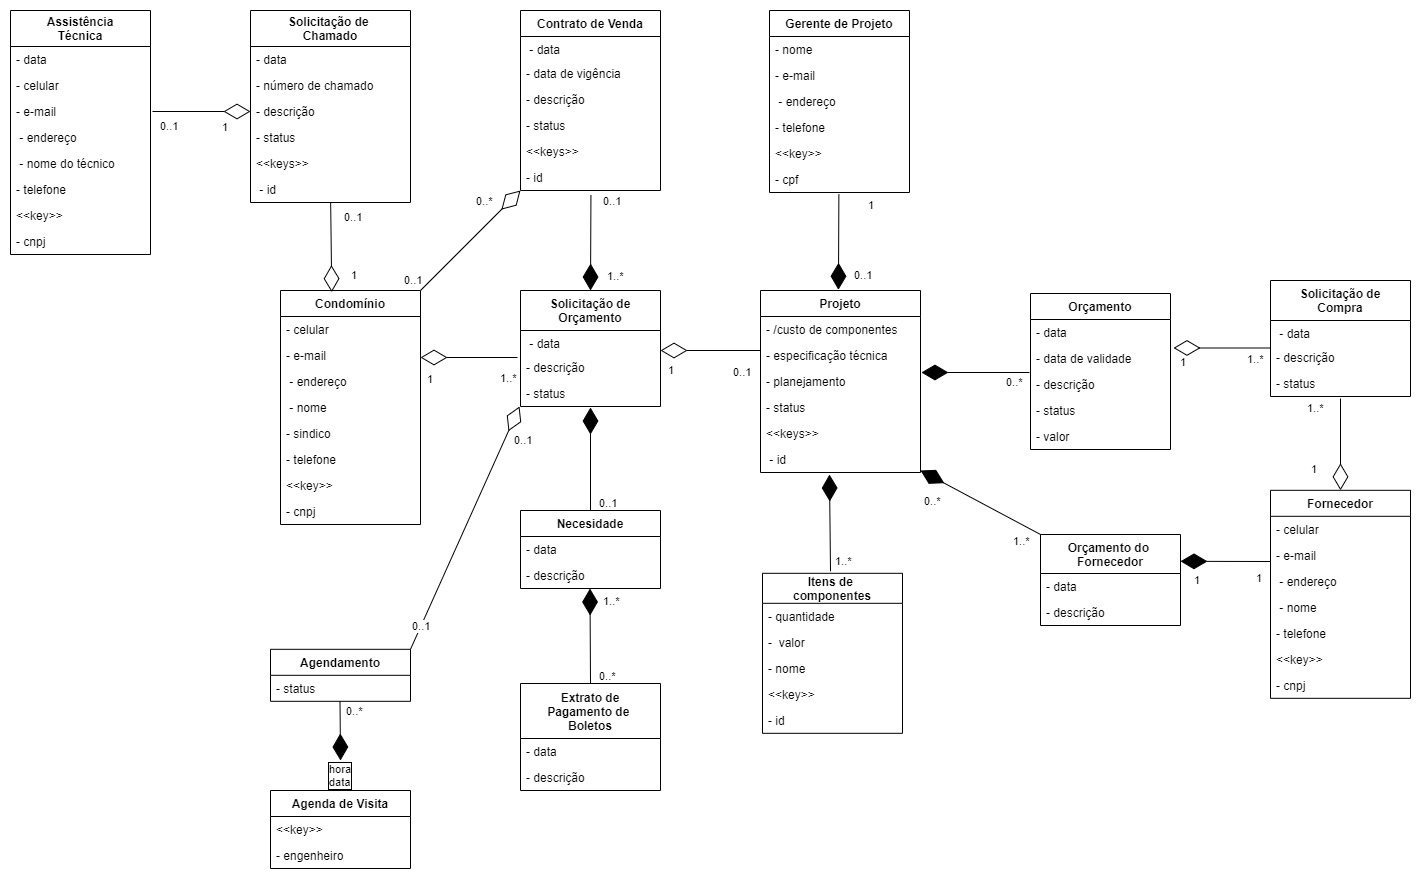 Assistência
Técnica
- data
- celular
- e-mail
- endereço
- nome do técnico
- telefone
<<key>>
- cnpj
0..1
1
Solicitação de
Chamado
- data
- número de chamado
- descrição
- status
<<keys>>
- id
0..1
1
Contrato de Venda
- data
- data de vigência
- descrição
- status
<<keys>>
- id
0..*
0..1
0..1
1..*
Gerente de Projeto
- nome
- e-mail
- endereço
- telefone
<<key>>
- cpf
1
0..1
Condomínio
- celular
- e-mail
- endereço
- nome
- sindico
- telefone
<<key>>
- cnpj
1
1..*
Solicitação de
Orçamento
- data
- descrição
- status
1
0..1
0..1
0..1
0..1
Projeto
- /custo de componentes
- especificação técnica
- planejamento
- status
<<keys>>
- id
0..*
0..*
1..*
1..*
Orçamento
- data
- data de validade
- descrição
- status
- valor
1
1..*
Solicitação de
Compra
- data
- descrição
- status
1..*
1
Fornecedor
- celular
- e-mail
- endereço
- nome
- telefone
<<key>>
- cnpj
Orçamento do
Fornecedor
- data
- descrição
1
1
Necesidade
- data
- descrição
1..*
0..*
Itens de
componentes
- quantidade
- valor
- nome
<<key>>
- id
Agendamento
- status
0..*
hora
data
Agenda de Visita
<<key>>
- engenheiro
Extrato de
Pagamento de
Boletos
- data
- descrição